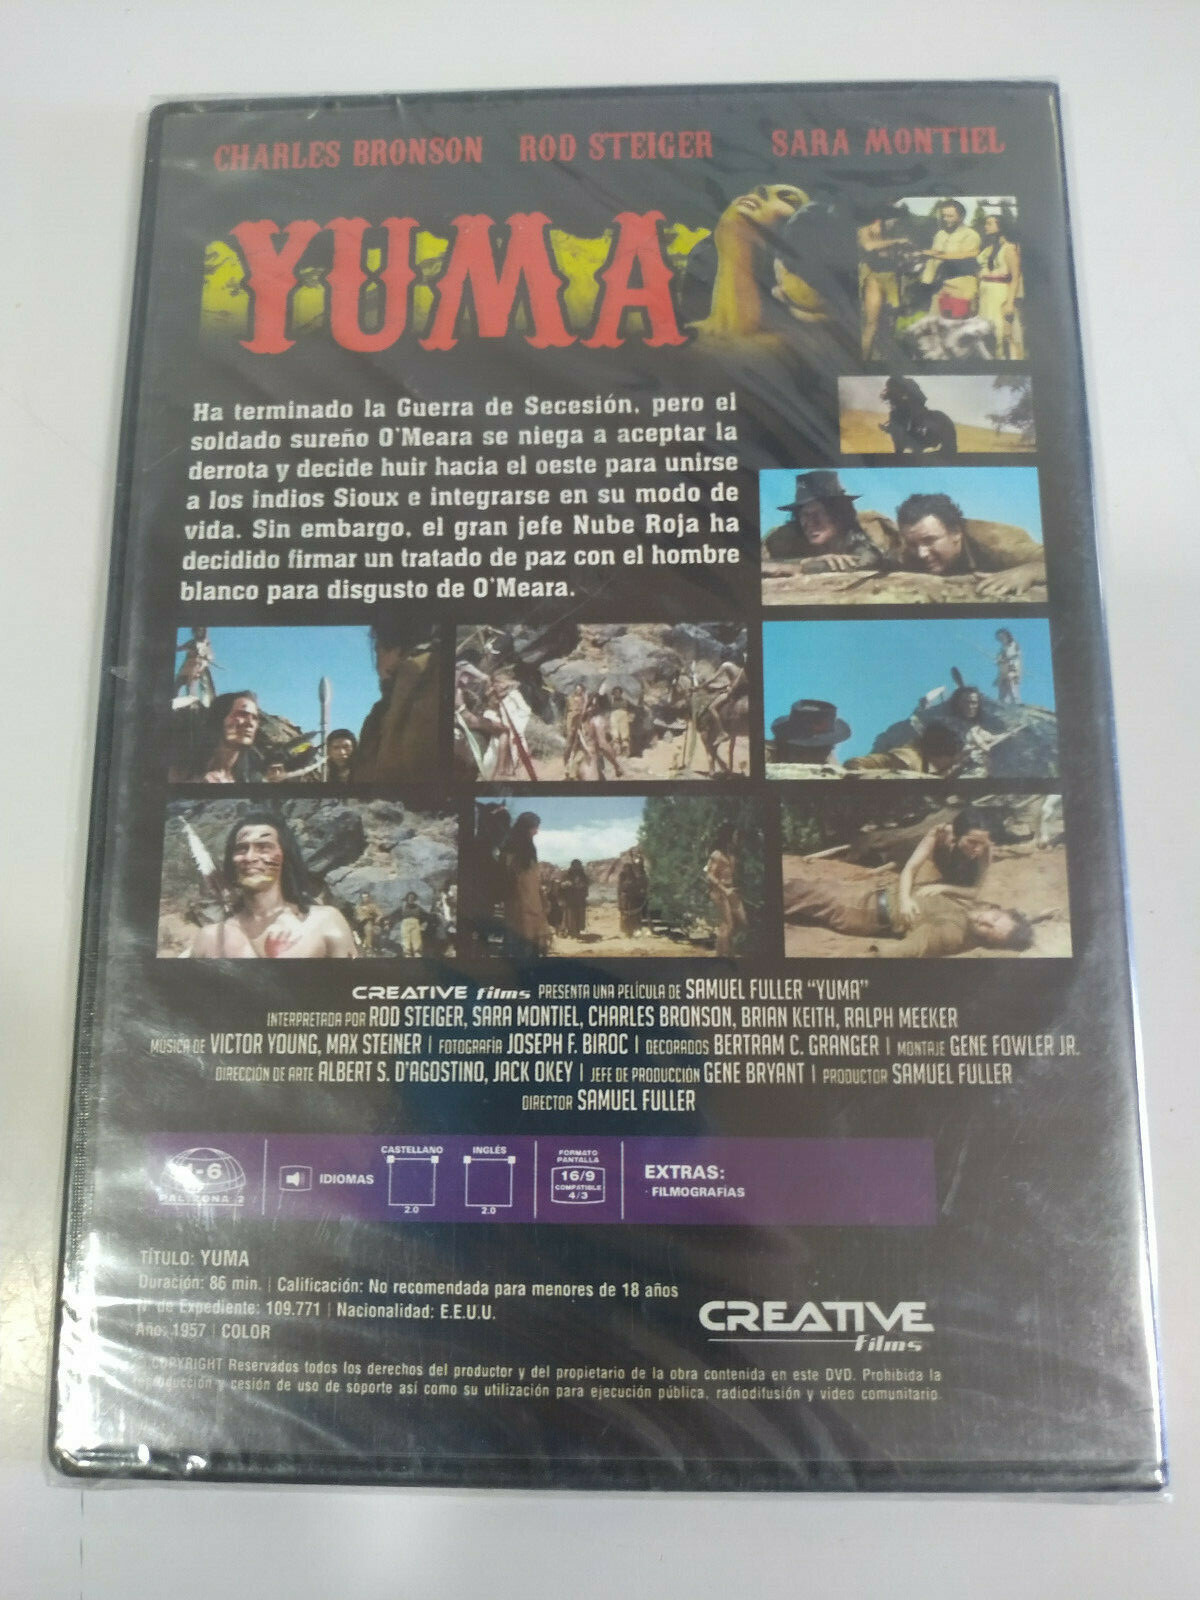 CHARLES BRONSON ROD STEIGER SARA MONTIEL
YUMA
Ha terminado la Guerra de Secesión, pero el
soldado sureño O'Meara se niega a aceptar la
derrota y decide huir hacia el oeste para unirse
a los indios Sioux e integrarse en su modo de
vida. Sin embargo, el gran jefe Nube Roja ha
decidido firmar un tratado de paz con el hombre
blanco para disgusto de O'Meara.
CREATIVE films PRESENTA UNA PELÍCULA DE SAMUEL FULLER "YUMA"
INTERPRETADA POR ROD STEIGER, SARA MONTIEL, CHARLES BRONSON, BRIAN KEITH, RALPH MEEKER
MÚSICA DE VICTOR YOUNG, MAX STEINER | FOTOGRAFÍA JOSEPH F. BIROC | DECORADOS BERTRAM C. GRANGER | MONTAJE GENE FOWLER JR.
DIRECCIÓN DE ARTE ALBERT S. D'AGOSTINO, JACK OKEY | JEFE DE PRODUCCIÓN GENE BRYANT | PRODUCTOR SAMUEL FULLER
DIRECTOR SAMUEL FULLER
PAL/ZONA 2
IDIOMAS
CASTELLANO
2.0
INGLÉS
2.0
FORMATO
PANTALLA
16/9
COMPATIBLE
4/3
EXTRAS:
· FILMOGRAFÍAS
TÍTULO: YUMA
Duración: 86 min. | Calificación: No recomendada para menores de 18 años
Nº de Expediente: 109.771 | Nacionalidad: E.E.U.U.
Año: 1957 | COLOR
CREATIVE
films
© COPYRIGHT Reservados todos los derechos del productor y del propietario de la obra contenida en este DVD. Prohibida la
reproducción y cesión de uso de soporte así como su utilización para ejecución pública, radiodifusión y video comunitario.